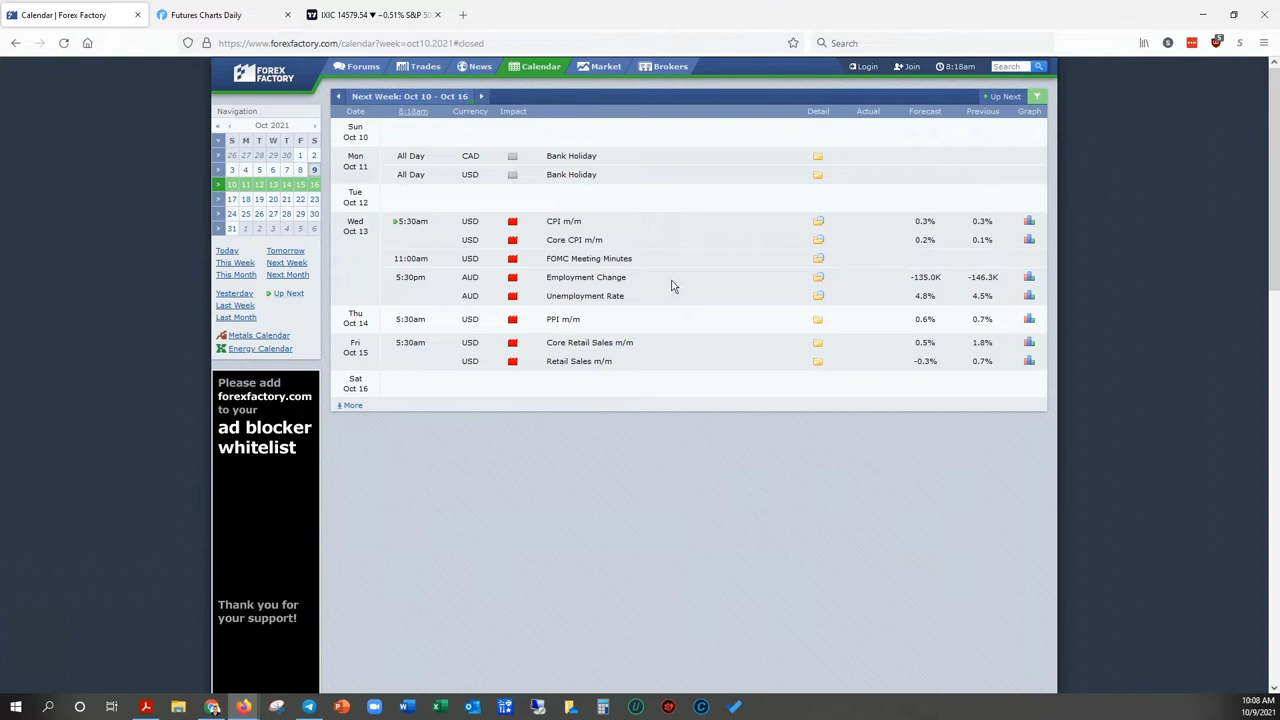 Calendar | Forex Factory
Futures Charts Daily
IXIC 14579.54 ▼ −0.51% S&P 50
https://www.forexfactory.com/calendar?week=oct10.2021#closed
Search
5
FOREX FACTORY
Forums Trades News Calendar Market Brokers
Login Join 8:18am Search
Navigation
« ‹ Oct 2021 ›
S M T W T F S
26 27 28 29 30 1 2
3 4 5 6 7 8 9
10 11 12 13 14 15 16
17 18 19 20 21 22 23
24 25 26 27 28 29 30
31 1 2 3 4 5 6
Today Tomorrow
This Week Next Week
This Month Next Month
Yesterday Up Next
Last Week
Last Month
Metals Calendar
Energy Calendar
Please add
forexfactory.com
to your
ad blocker
whitelist
Thank you for
your support!
Next Week: Oct 10 - Oct 16 Up Next
Date 8:18am Currency Impact Detail Actual Forecast Previous Graph
Sun
Oct 10
Mon
Oct 11
All Day CAD Bank Holiday
All Day USD Bank Holiday
Tue
Oct 12
Wed
Oct 13
5:30am USD CPI m/m 0.3% 0.3%
USD Core CPI m/m 0.2% 0.1%
11:00am USD FOMC Meeting Minutes
5:30pm AUD Employment Change -135.0K -146.3K
AUD Unemployment Rate 4.8% 4.5%
Thu
Oct 14
5:30am USD PPI m/m 0.6% 0.7%
Fri
Oct 15
5:30am USD Core Retail Sales m/m 0.5% 1.8%
USD Retail Sales m/m -0.3% 0.7%
Sat
Oct 16
More
10:08 AM
10/9/2021